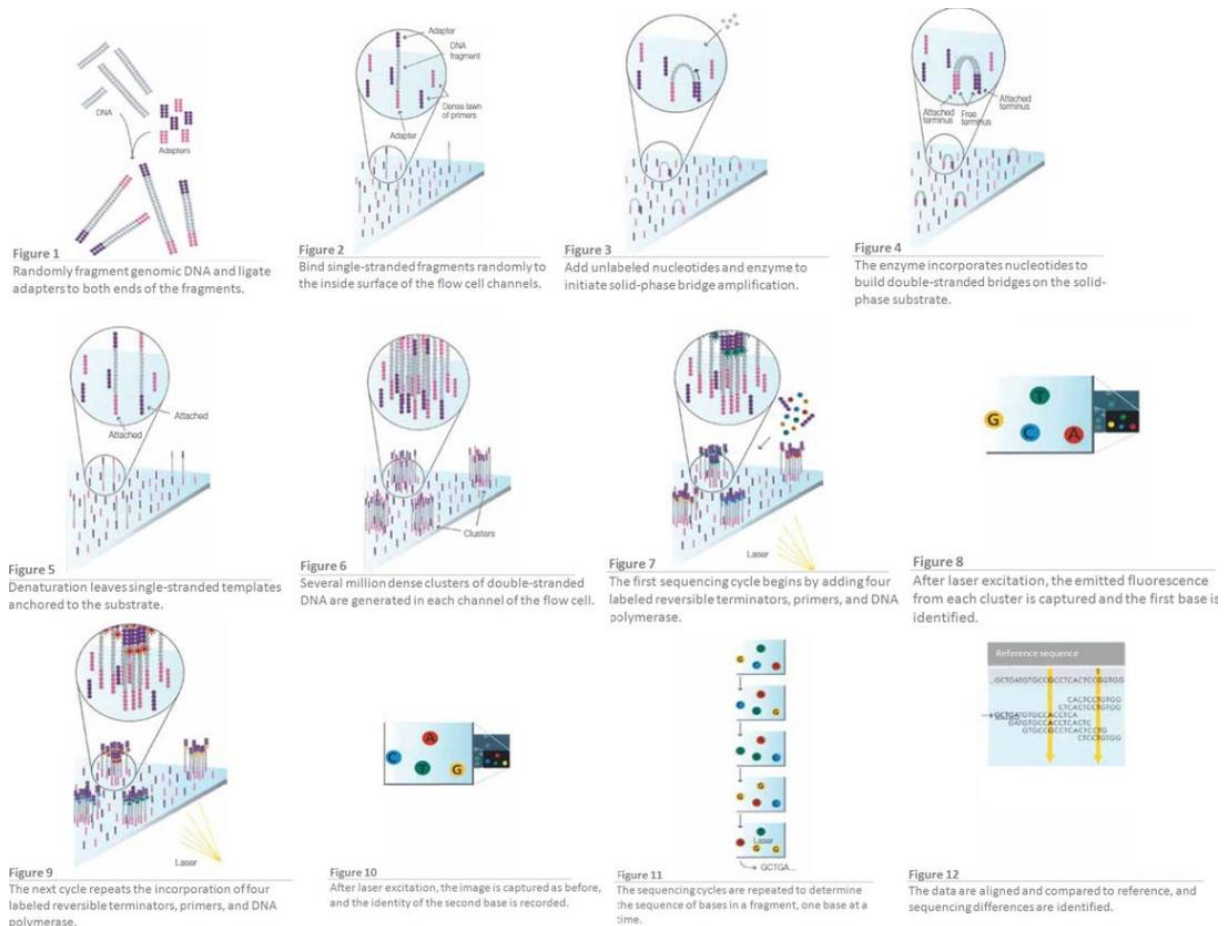 Adapter
DNA
fragment
Dense lawn
of primers
Adapter
DNA
Adapters
Attached
terminus
Free
terminus
Attached
terminus
Figure 1
Randomly fragment genomic DNA and ligate
adapters to both ends of the fragments.
Figure 2
Bind single-stranded fragments randomly to
the inside surface of the flow cell channels.
Figure 3
Add unlabeled nucleotides and enzyme to
initiate solid-phase bridge amplification.
Figure 4
The enzyme incorporates nucleotides to
build double-stranded bridges on the solid-
phase substrate.
Attached
Attached
Clusters
Laser
G
T
C
A
Figure 5
Denaturation leaves single-stranded templates
anchored to the substrate.
Figure 6
Several million dense clusters of double-stranded
DNA are generated in each channel of the flow cell.
Figure 7
The first sequencing cycle begins by adding four
labeled reversible terminators, primers, and DNA
polymerase.
Figure 8
After laser excitation, the emitted fluorescence
from each cluster is captured and the first base is
identified.
Laser
C
A
T
G
Laser
GCTGA...
Reference sequence
...GCTGATGTGCCGCCTCACTCCGGTGG
CACTCCTGTGG
CTCACTCCTGTGG
GCTGATGTGCCACCTCA
GATGTGCCACCTCACTC
GTGCCGCCTCACTCCTG
CTCCTGTGG
Figure 9
The next cycle repeats the incorporation of four
labeled reversible terminators, primers, and DNA
polymerase.
Figure 10
After laser excitation, the image is captured as before,
and the identity of the second base is recorded.
Figure 11
The sequencing cycles are repeated to determine
the sequence of bases in a fragment, one base at a
time.
Figure 12
The data are aligned and compared to reference, and
sequencing differences are identified.